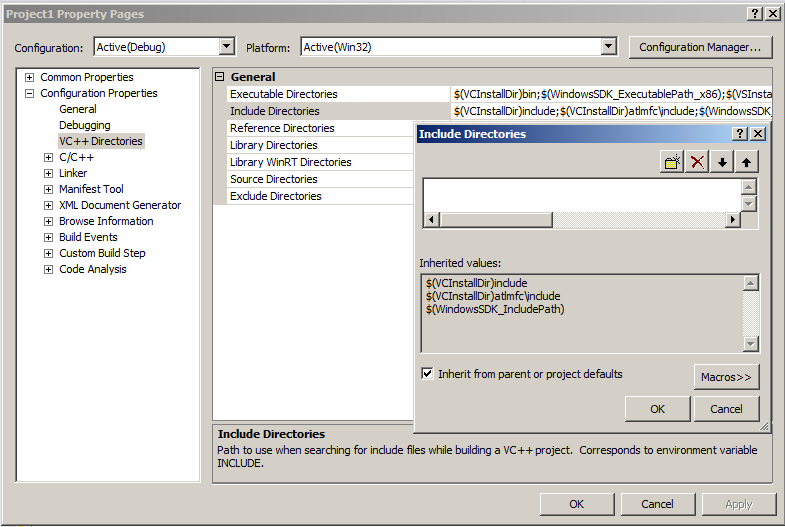 Project1 Property Pages
Configuration: Active(Debug) Platform: Active(Win32) Configuration Manager...
Common Properties
Configuration Properties
General
Debugging
VC++ Directories
C/C++
Linker
Manifest Tool
XML Document Generator
Browse Information
Build Events
Custom Build Step
Code Analysis
General
Executable Directories $(VCInstallDir)bin;$(WindowsSDK_ExecutablePath_x86);$(VSInsta
Include Directories $(VCInstallDir)include;$(VCInstallDir)atlmfc\include;$(WindowsSDK_
Reference Directories
Library Directories
Library WinRT Directories
Source Directories
Exclude Directories
Include Directories
Inherited values:
$(VCInstallDir)include
$(VCInstallDir)atlmfc\include
$(WindowsSDK_IncludePath)
Inherit from parent or project defaults
Macros>>
OK Cancel
Include Directories
Path to use when searching for include files while building a VC++ project. Corresponds to environment variable
INCLUDE.
OK Cancel Apply